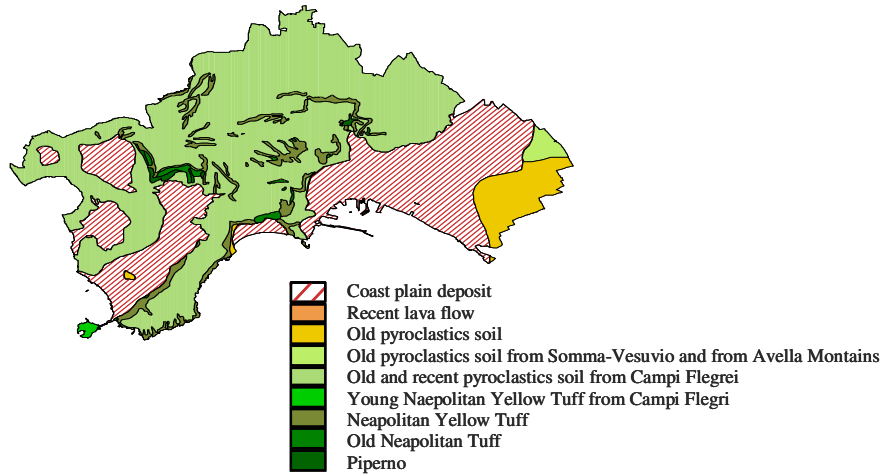 Coast plain deposit
Recent lava flow
Old pyroclastics soil
Old pyroclastics soil from Somma-Vesuvio and from Avella Montains
Old and recent pyroclastics soil from Campi Flegrei
Young Naepolitan Yellow Tuff from Campi Flegri
Neapolitan Yellow Tuff
Old Neapolitan Tuff
Piperno